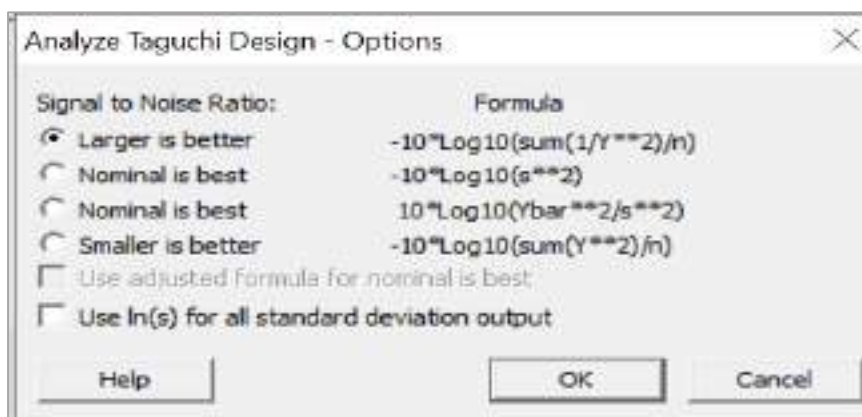 Analyze Taguchi Design - Options
Signal to Noise Ratio: Formula
Larger is better -10*Log10(sum(1/Y**2)/n)
Nominal is best -10*Log10(s**2)
Nominal is best 10*Log10(Ybar**2/s**2)
Smaller is better -10*Log10(sum(Y**2)/n)
Use adjusted formula for nominal is best
Use ln(s) for all standard deviation output
Help OK Cancel